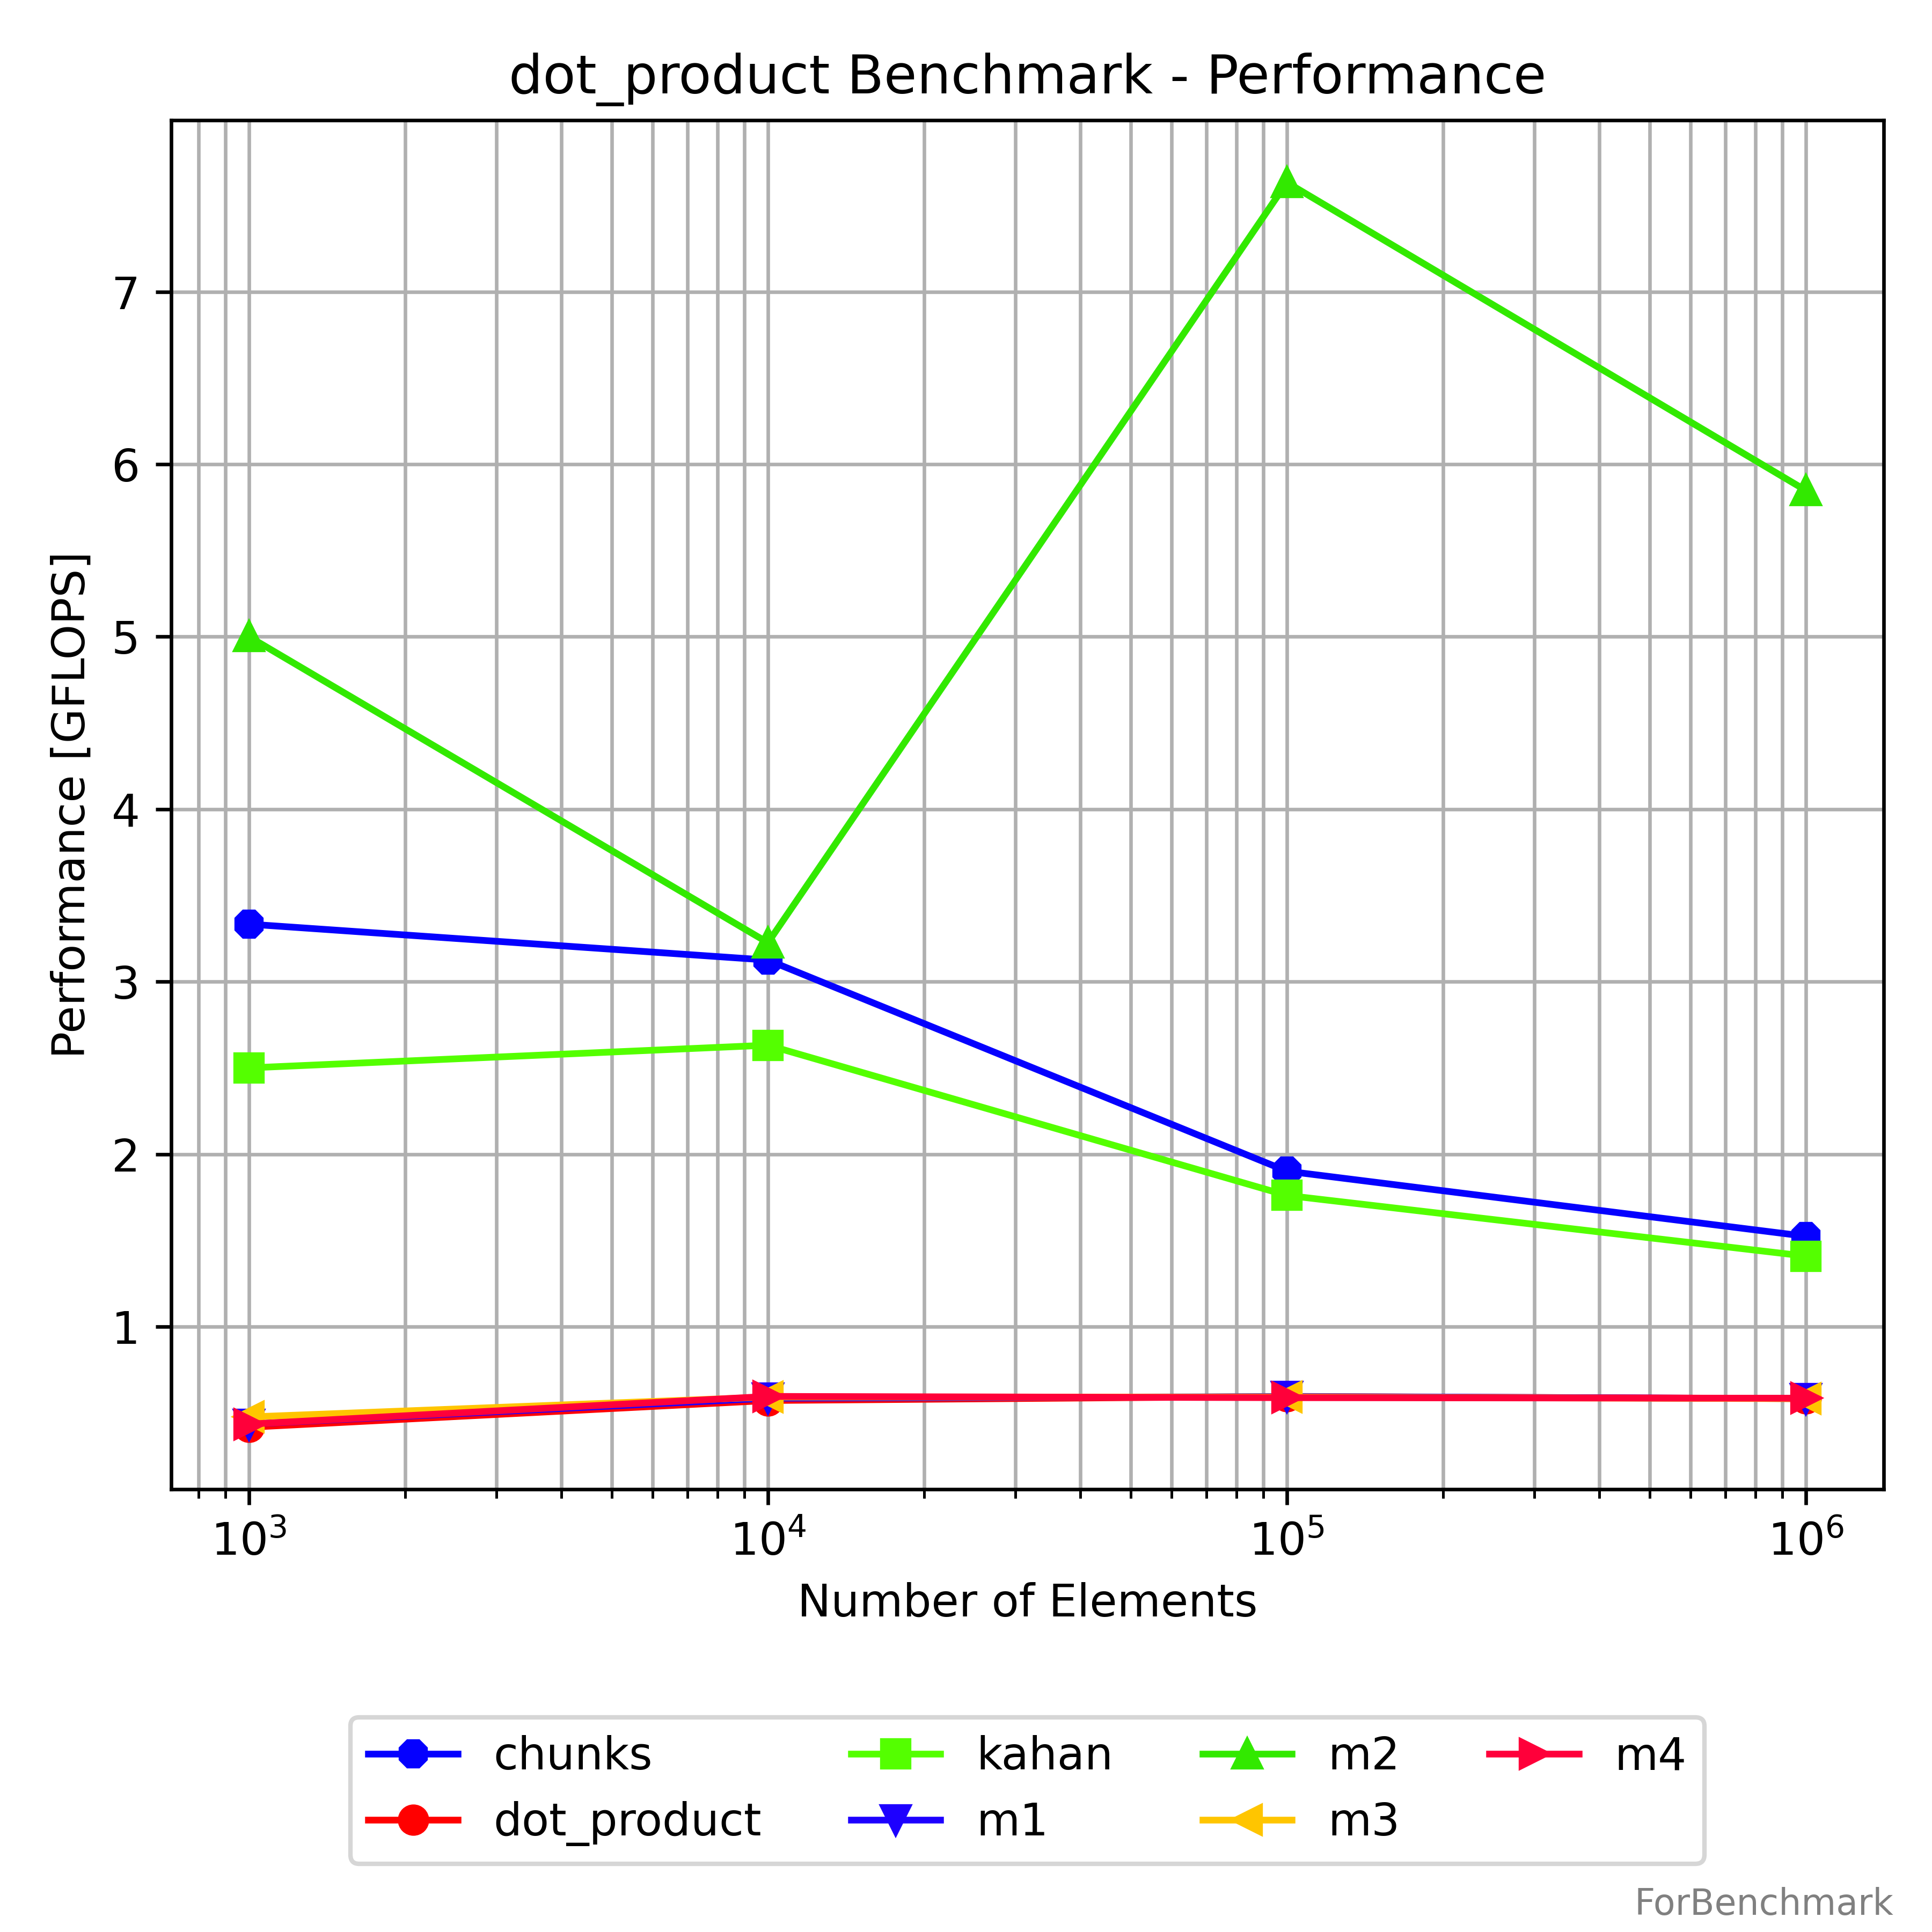 dot_product Benchmark - Performance
Performance [GFLOPS]
7
6
5
4
3
2
1
10³ 10⁴ 10⁵ 10⁶
Number of Elements
chunks kahan m2 m4
dot_product m1 m3
ForBenchmark